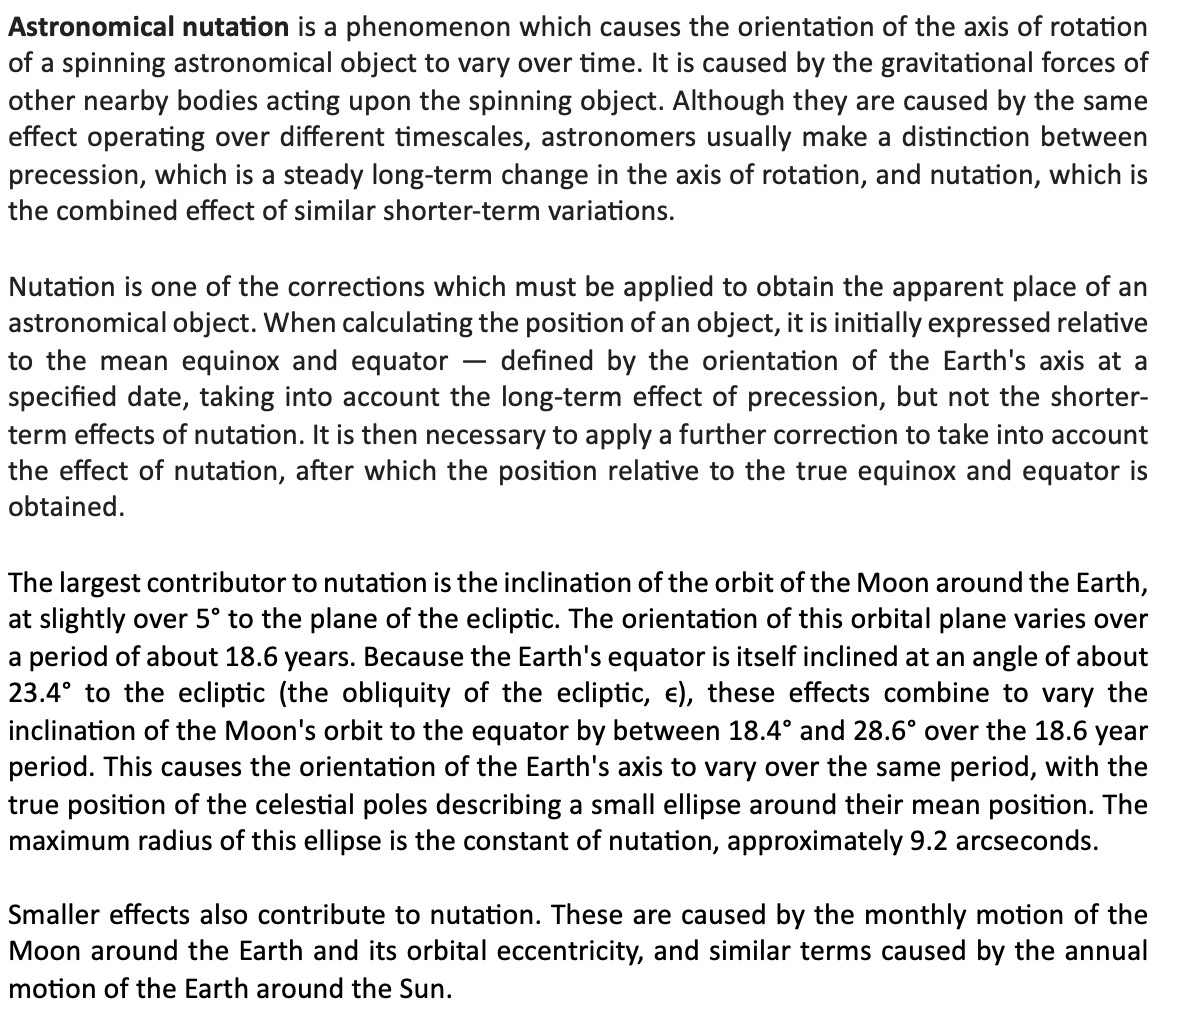 Astronomical nutation is a phenomenon which causes the orientation of the axis of rotation
of a spinning astronomical object to vary over time. It is caused by the gravitational forces of
other nearby bodies acting upon the spinning object. Although they are caused by the same
effect operating over different timescales, astronomers usually make a distinction between
precession, which is a steady long-term change in the axis of rotation, and nutation, which is
the combined effect of similar shorter-term variations.
Nutation is one of the corrections which must be applied to obtain the apparent place of an
astronomical object. When calculating the position of an object, it is initially expressed relative
to the mean equinox and equator — defined by the orientation of the Earth's axis at a
specified date, taking into account the long-term effect of precession, but not the shorter-
term effects of nutation. It is then necessary to apply a further correction to take into account
the effect of nutation, after which the position relative to the true equinox and equator is
obtained.
The largest contributor to nutation is the inclination of the orbit of the Moon around the Earth,
at slightly over 5° to the plane of the ecliptic. The orientation of this orbital plane varies over
a period of about 18.6 years. Because the Earth's equator is itself inclined at an angle of about
23.4° to the ecliptic (the obliquity of the ecliptic, ϵ), these effects combine to vary the
inclination of the Moon's orbit to the equator by between 18.4° and 28.6° over the 18.6 year
period. This causes the orientation of the Earth's axis to vary over the same period, with the
true position of the celestial poles describing a small ellipse around their mean position. The
maximum radius of this ellipse is the constant of nutation, approximately 9.2 arcseconds.
Smaller effects also contribute to nutation. These are caused by the monthly motion of the
Moon around the Earth and its orbital eccentricity, and similar terms caused by the annual
motion of the Earth around the Sun.